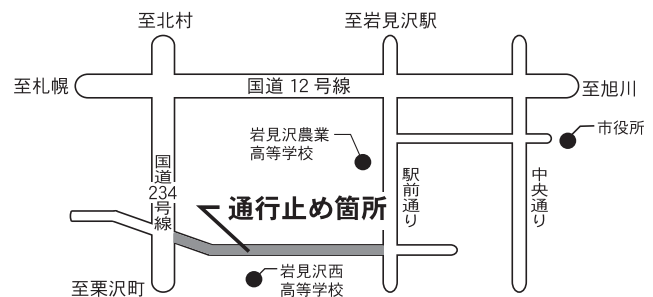 至北村
至岩見沢駅
至札幌
国道 12 号線
至旭川
市役所
岩見沢農業
高等学校
国道
234
号線
駅前通り
中央通り
通行止め箇所
岩見沢西
高等学校
至栗沢町